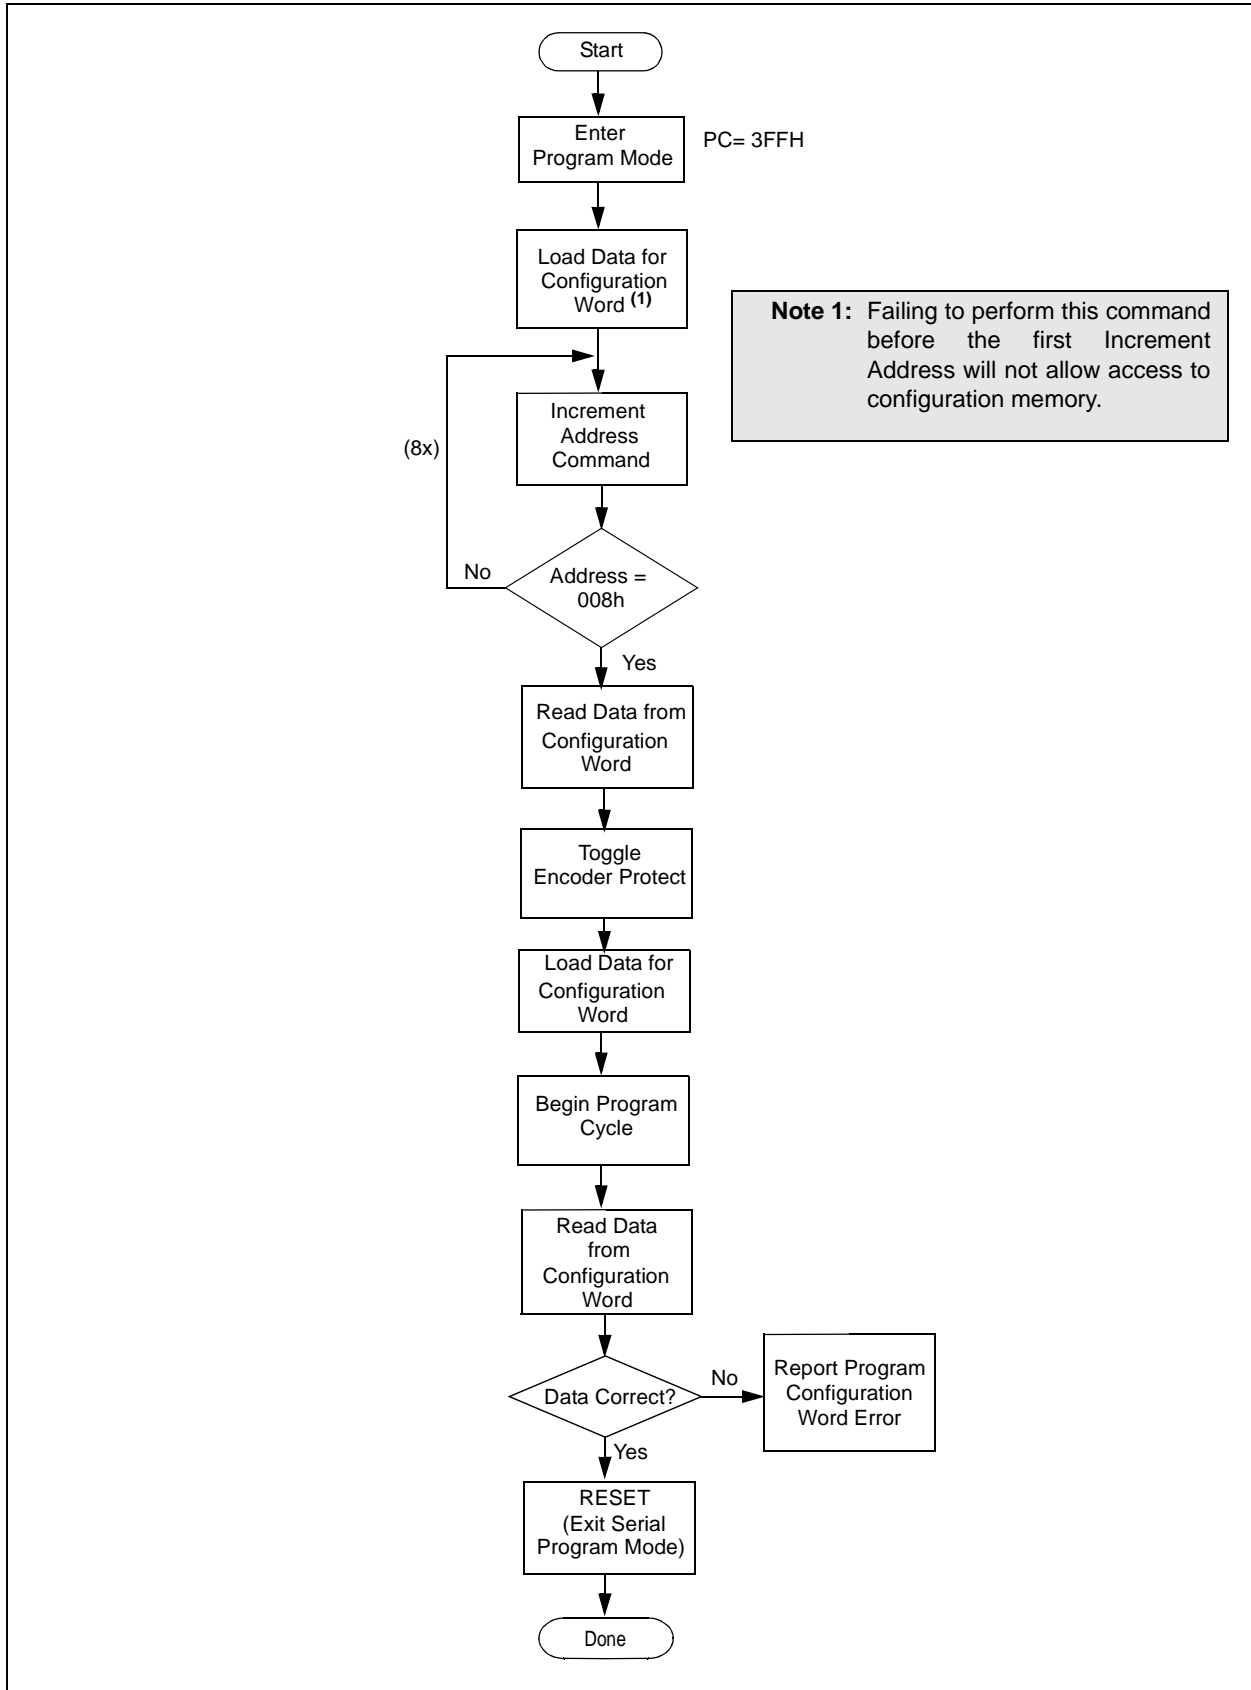 Start
Enter
Program Mode
PC= 3FFH
Load Data for
Configuration
Word (1)
Note 1: Failing to perform this command
before the first Increment
Address will not allow access to
configuration memory.
Increment
Address
Command
(8x)
No
Address =
008h
Yes
Read Data from
Configuration
Word
Toggle
Encoder Protect
Load Data for
Configuration
Word
Begin Program
Cycle
Read Data
from
Configuration
Word
Data Correct?
No
Report Program
Configuration
Word Error
Yes
RESET
(Exit Serial
Program Mode)
Done